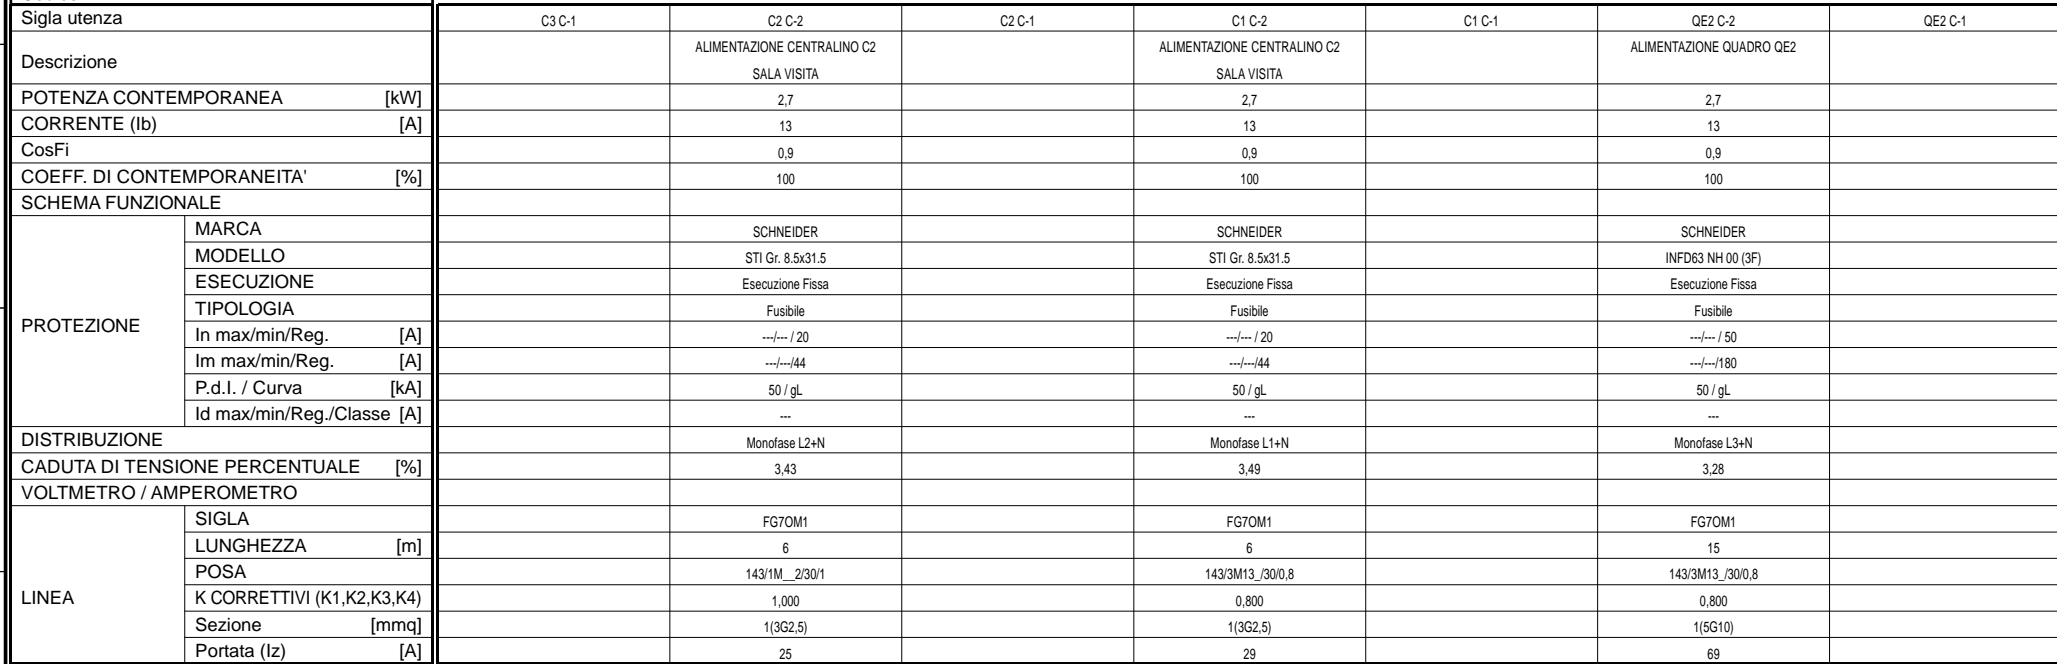 Sigla utenza C3 C-1 C2 C-2 C2 C-1 C1 C-2 C1 C-1 QE2 C-2 QE2 C-1
Descrizione ALIMENTAZIONE CENTRALINO C2 ALIMENTAZIONE CENTRALINO C2 ALIMENTAZIONE QUADRO QE2
SALA VISITA SALA VISITA
POTENZA CONTEMPORANEA [kW] 2,7 2,7 2,7
CORRENTE (Ib) [A] 13 13 13
CosFi 0,9 0,9 0,9
COEFF. DI CONTEMPORANEITA' [%] 100 100 100
SCHEMA FUNZIONALE
PROTEZIONE
MARCA SCHNEIDER SCHNEIDER SCHNEIDER
MODELLO STI Gr. 8.5x31.5 STI Gr. 8.5x31.5 INFD63 NH 00 (3F)
ESECUZIONE Esecuzione Fissa Esecuzione Fissa Esecuzione Fissa
TIPOLOGIA Fusibile Fusibile Fusibile
In max/min/Reg. [A] ---/--- / 20 ---/--- / 20 ---/--- / 50
Im max/min/Reg. [A] ---/---/44 ---/---/44 ---/---/180
P.d.I. / Curva [kA] 50 / gL 50 / gL 50 / gL
Id max/min/Reg./Classe [A] --- --- ---
DISTRIBUZIONE Monofase L2+N Monofase L1+N Monofase L3+N
CADUTA DI TENSIONE PERCENTUALE [%] 3,43 3,49 3,28
VOLTMETRO / AMPEROMETRO
LINEA
SIGLA FG7OM1 FG7OM1 FG7OM1
LUNGHEZZA [m] 6 6 15
POSA 143/1M__2/30/1 143/3M13_/30/0,8 143/3M13_/30/0,8
K CORRETTIVI (K1,K2,K3,K4) 1,000 0,800 0,800
Sezione [mmq] 1(3G2,5) 1(3G2,5) 1(5G10)
Portata (Iz) [A] 25 29 69